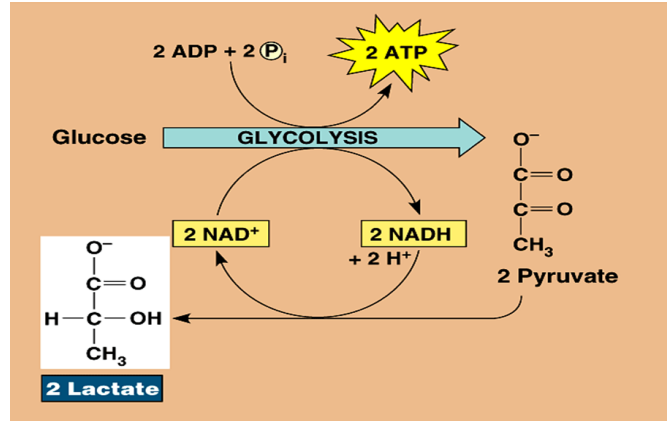 2 ADP + 2 Pi
2 ATP
Glucose
GLYCOLYSIS
O⁻
C=O
C=O
CH₃
2 Pyruvate
2 NAD⁺
2 NADH
+ 2 H⁺
O⁻
C=O
H—C—OH
CH₃
2 Lactate